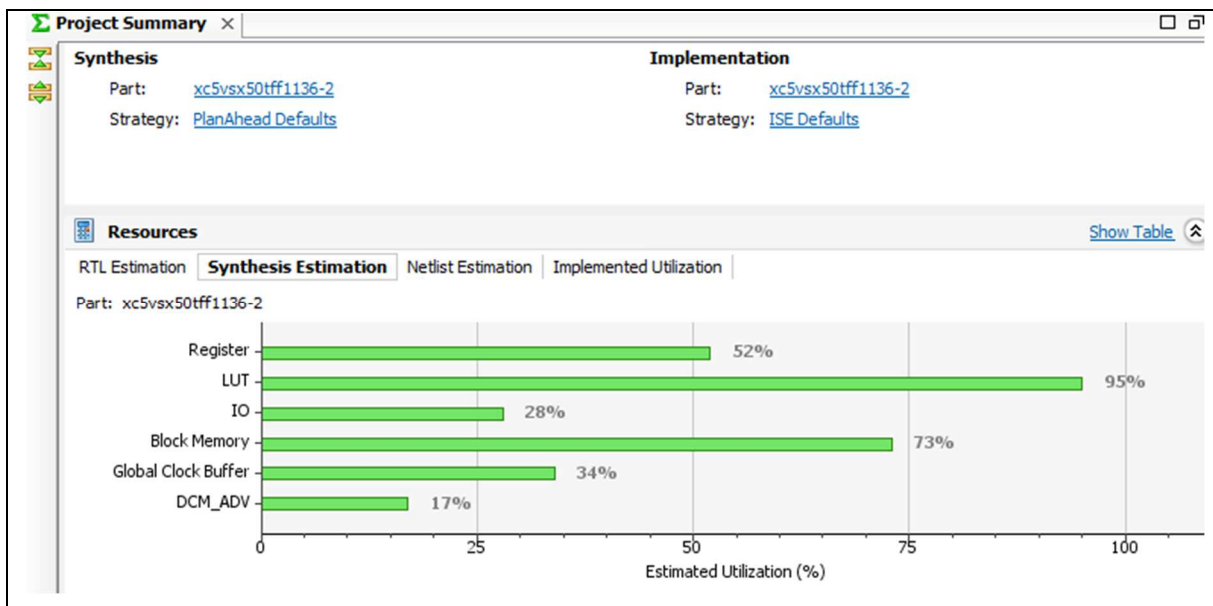 Σ Project Summary ×
Synthesis Implementation
Part: xc5vsx50tff1136-2 Part: xc5vsx50tff1136-2
Strategy: PlanAhead Defaults Strategy: ISE Defaults
Resources Show Table
RTL Estimation Synthesis Estimation Netlist Estimation Implemented Utilization
Part: xc5vsx50tff1136-2
Register 52%
LUT 95%
IO 28%
Block Memory 73%
Global Clock Buffer 34%
DCM_ADV 17%
0 25 50 75 100
Estimated Utilization (%)